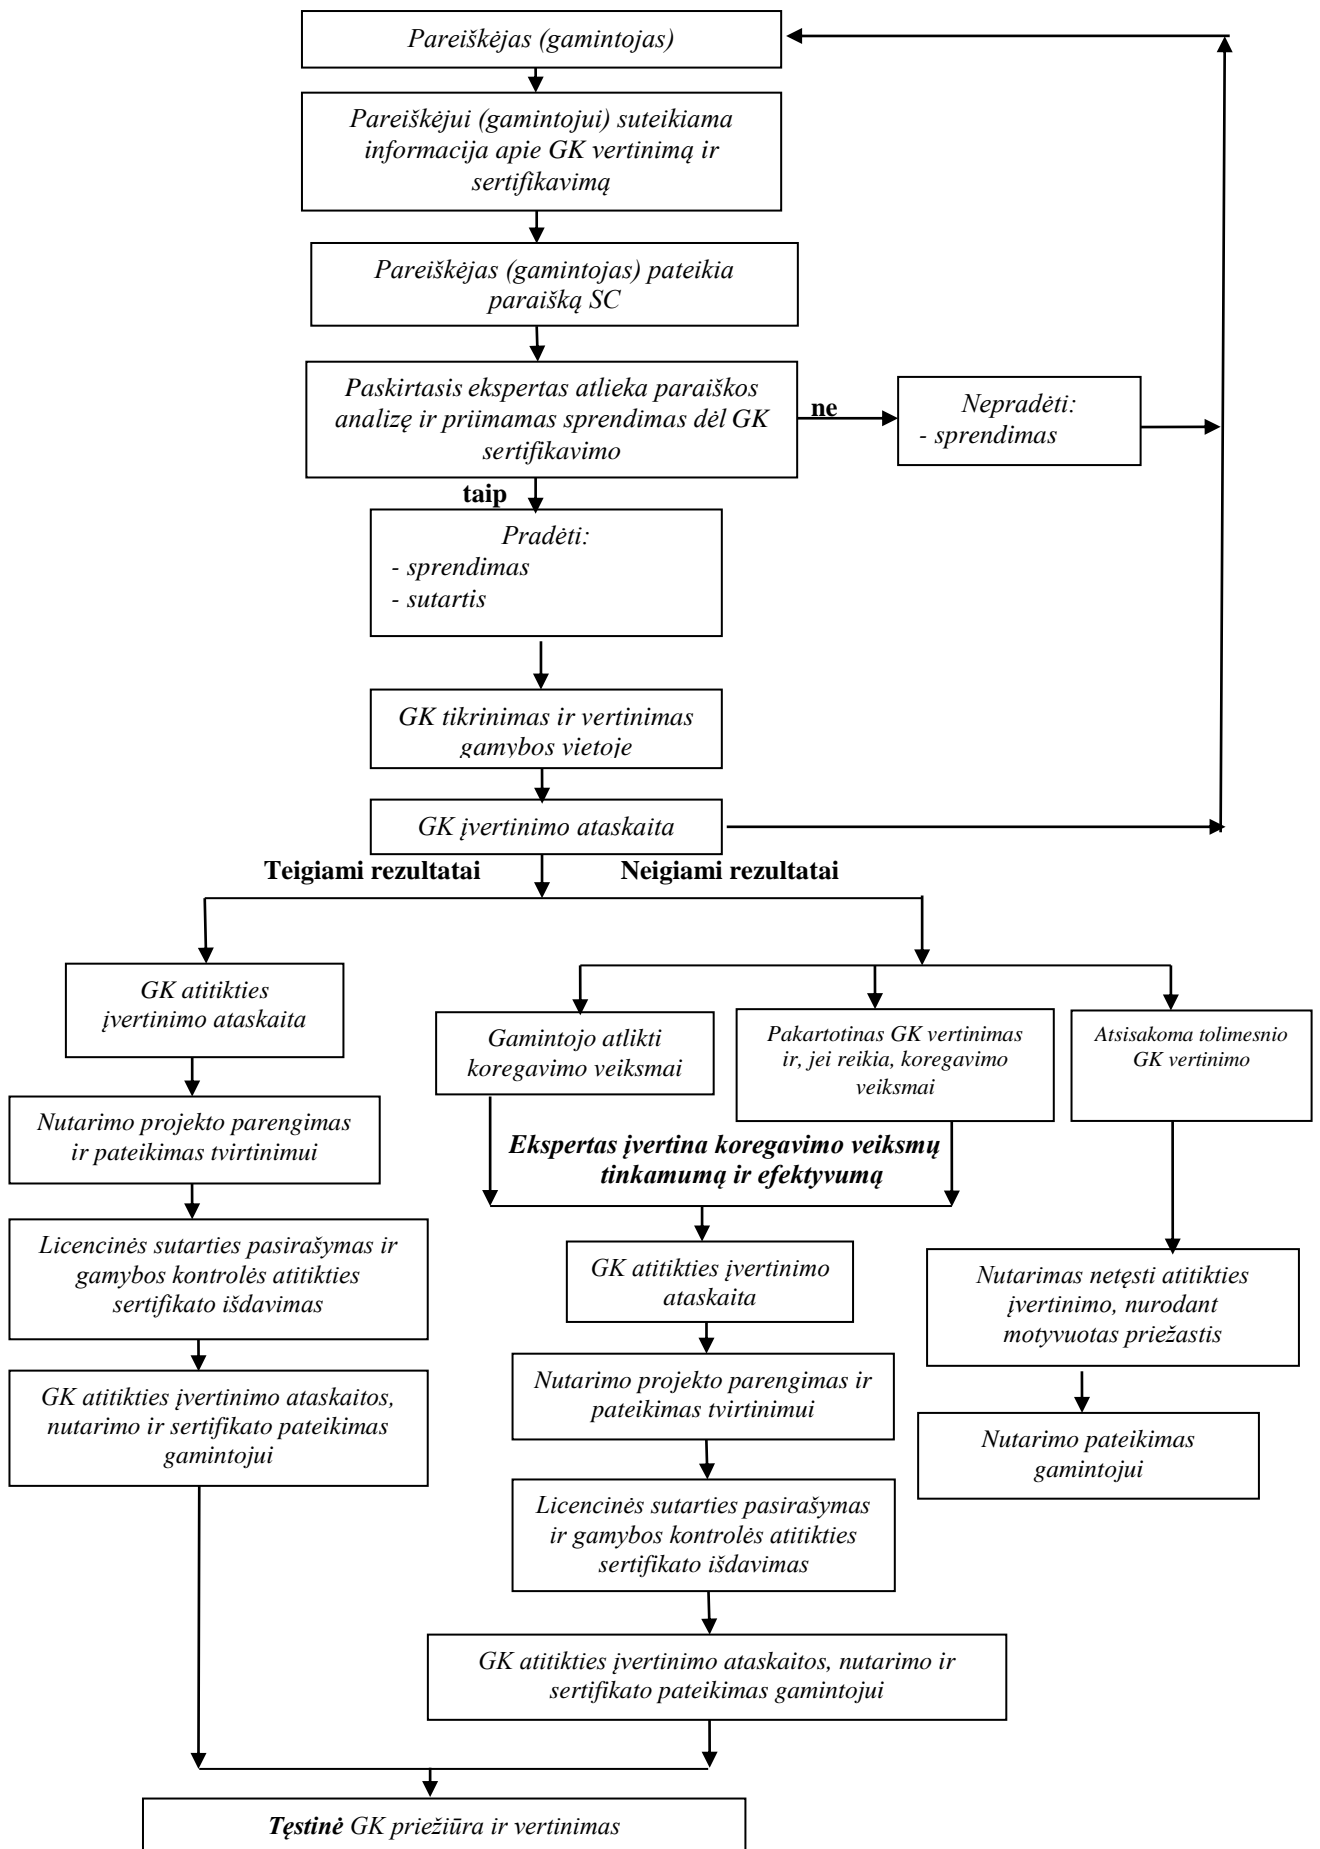 Pareiškėjas (gamintojas)
Pareiškėjui (gamintojui) suteikiama
informacija apie GK vertinimą ir
sertifikavimą
Pareiškėjas (gamintojas) pateikia
paraišką SC
Paskirtasis ekspertas atlieka paraiškos
analizę ir priimamas sprendimas dėl GK
sertifikavimo
ne
Nepradėti:
- sprendimas
taip
Pradėti:
- sprendimas
- sutartis
GK tikrinimas ir vertinimas
gamybos vietoje
GK įvertinimo ataskaita
Teigiami rezultatai
Neigiami rezultatai
GK atitikties
įvertinimo ataskaita
Gamintojo atlikti
koregavimo veiksmai
Pakartotinas GK vertinimas
ir, jei reikia, koregavimo
veiksmai
Atsisakoma tolimesnio
GK vertinimo
Nutarimo projekto parengimas
ir pateikimas tvirtinimui
Ekspertas įvertina koregavimo veiksmų
tinkamumą ir efektyvumą
Licencinės sutarties pasirašymas ir
gamybos kontrolės atitikties
sertifikato išdavimas
GK atitikties įvertinimo
ataskaita
Nutarimas netęsti atitikties
įvertinimo, nurodant
motyvuotas priežastis
GK atitikties įvertinimo ataskaitos,
nutarimo ir sertifikato pateikimas
gamintojui
Nutarimo projekto parengimas ir
pateikimas tvirtinimui
Nutarimo pateikimas
gamintojui
Licencinės sutarties pasirašymas
ir gamybos kontrolės atitikties
sertifikato išdavimas
GK atitikties įvertinimo ataskaitos, nutarimo ir
sertifikato pateikimas gamintojui
Tęstinė GK priežiūra ir vertinimas